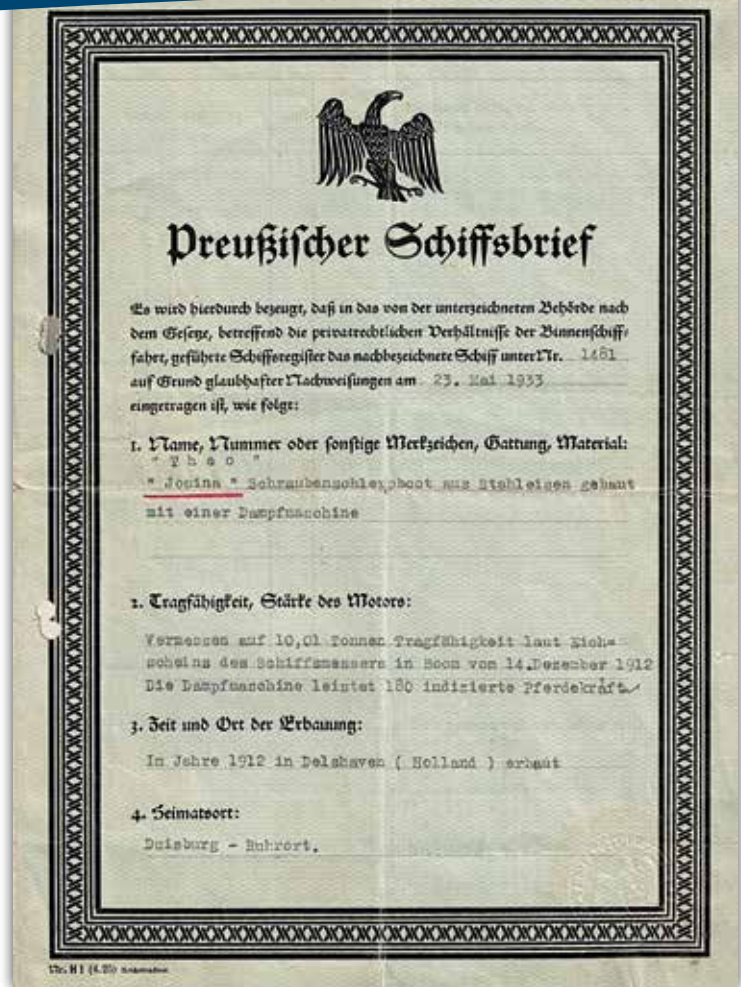 Preußischer Schiffsbrief
Es wird hierdurch bezeugt, daß in das von der unterzeichneten Behörde nach
dem Gesetze, betreffend die privatrechtlichen Verhältnisse der Binnenschiff-
fahrt, geführte Schiffsregister das nachbezeichnete Schiff unter Nr. 1481
auf Grund glaubhafter Nachweisungen am 23. Mai 1933
eingetragen ist, wie folgt:
1. Name, Nummer oder sonstige Merkzeichen, Gattung, Material:
" Theo "
" Josina " Schraubenschleppboot aus Stahleisen gebaut
mit einer Dampfmaschine
2. Tragfähigkeit, Stärke des Motors:
Vermessen auf 10,01 Tonnen Tragfähigkeit laut Eich=
scheins des Schiffsmessers in Boom vom 14.Dezember 1912
Die Dampfmaschine leistet 180 indizierte Pferdekräft.
3. Zeit und Ort der Erbauung:
Im Jahre 1912 in Delshaven ( Holland ) erbaut
4. Heimatsort:
Duisburg - Ruhrort.
Nr. H 1